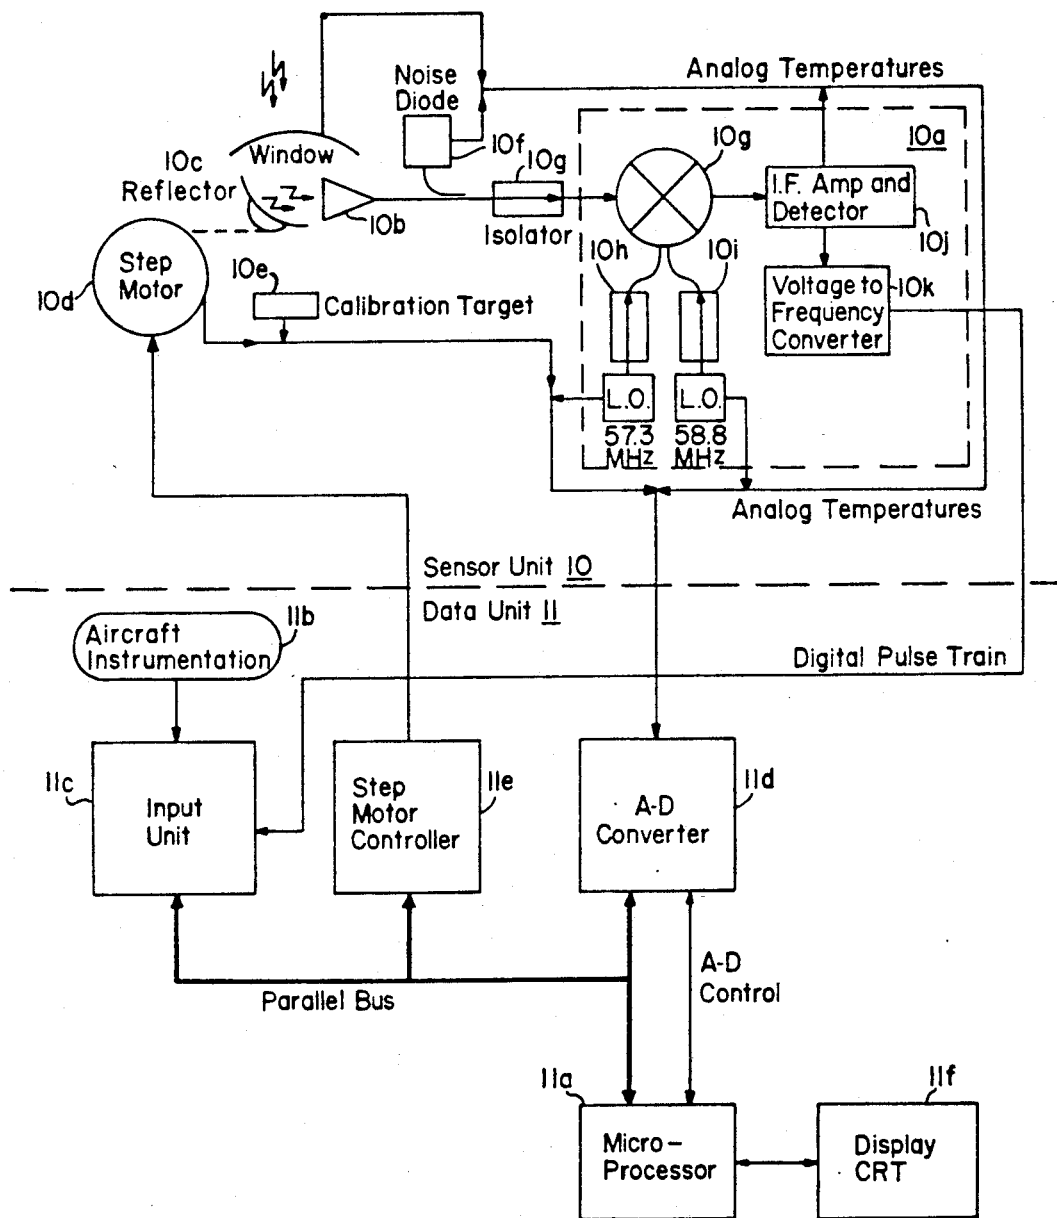 Analog Temperatures
Noise
Diode
10f
10g
10g
10a
10c
Reflector
Window
I.F. Amp and
Detector
10b
Isolator
10j
10h
10i
Step
Motor
10d
10e
Calibration Target
Voltage to
Frequency
Converter
10k
L.O.
L.O.
57.3
MHz
58.8
MHz
Analog Temperatures
Sensor Unit 10
Data Unit 11
Aircraft
Instrumentation
11b
Digital Pulse Train
11c
Input
Unit
Step
Motor
Controller
11e
A-D
Converter
11d
Parallel Bus
A-D
Control
11a
Micro-
Processor
11f
Display
CRT